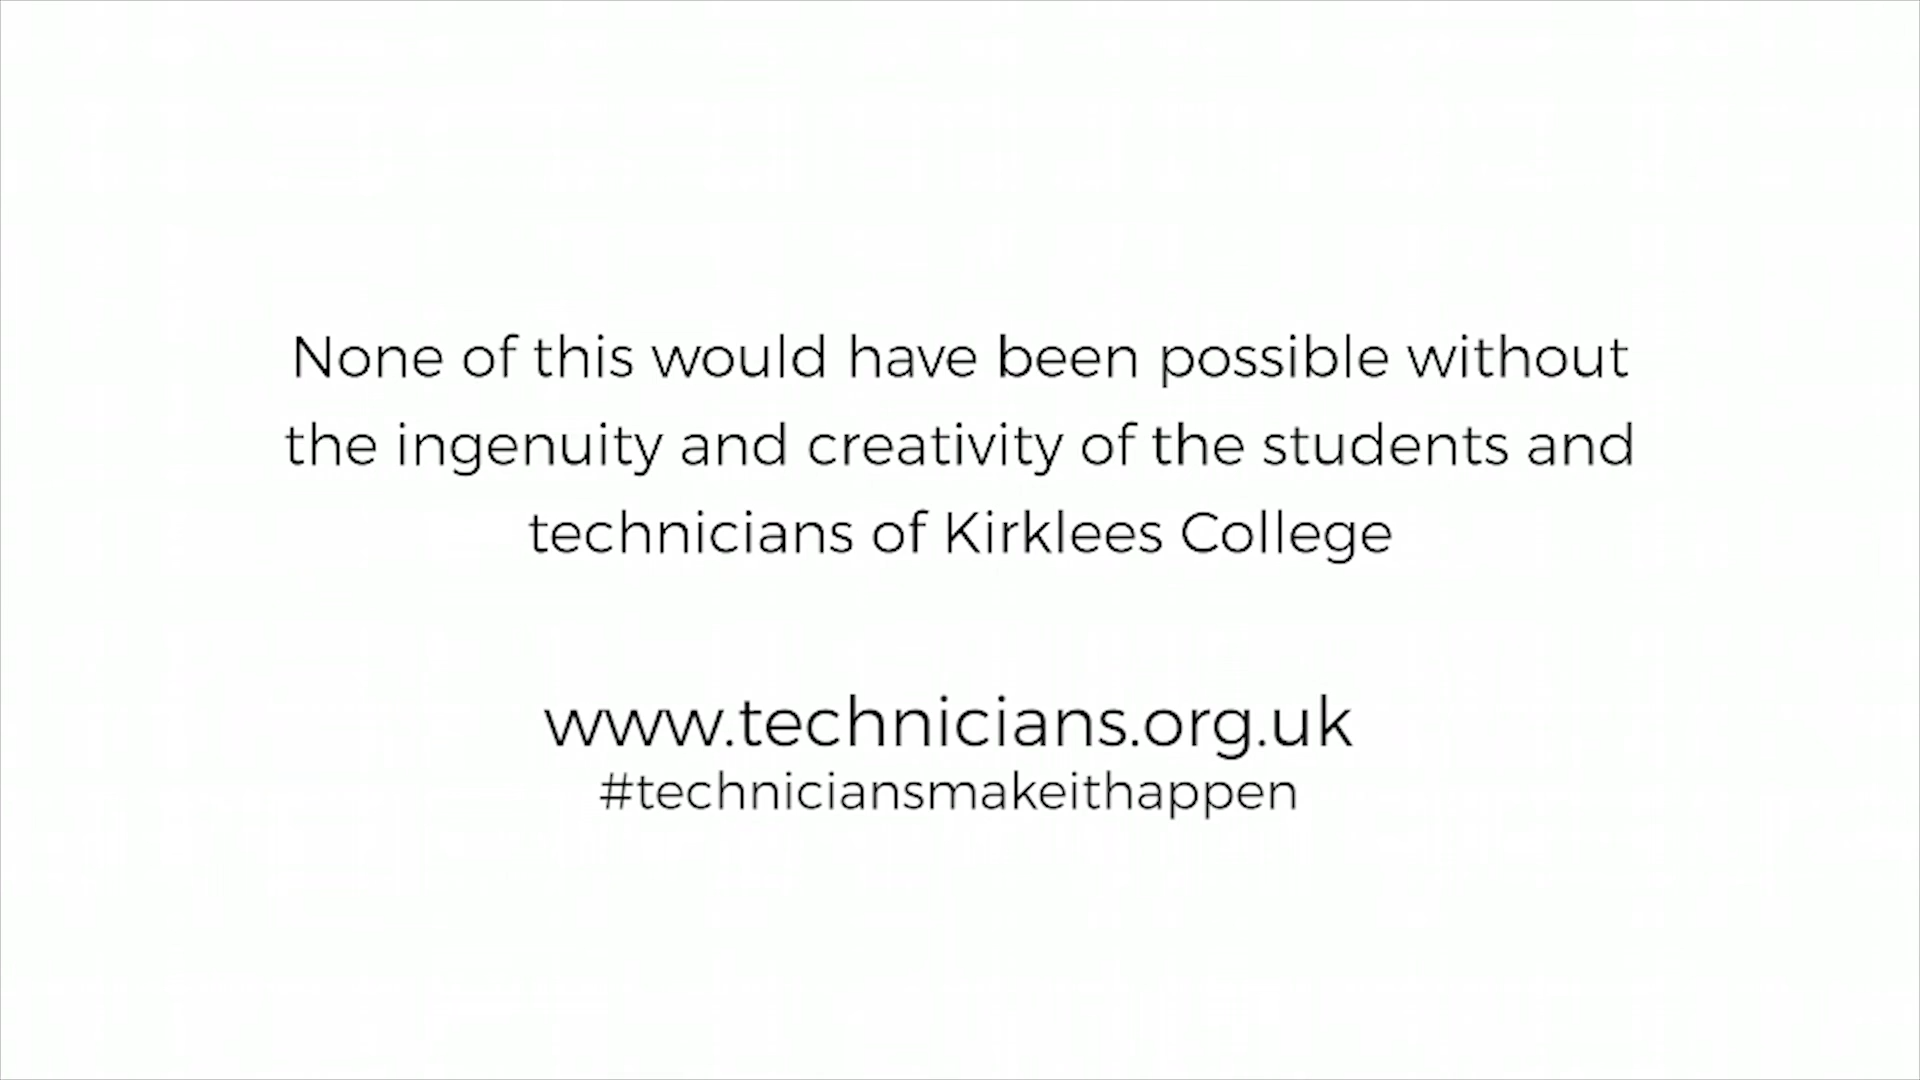 None of this would have been possible without
the ingenuity and creativity of the students and
technicians of Kirklees College
www.technicians.org.uk
#techniciansmakeithappen